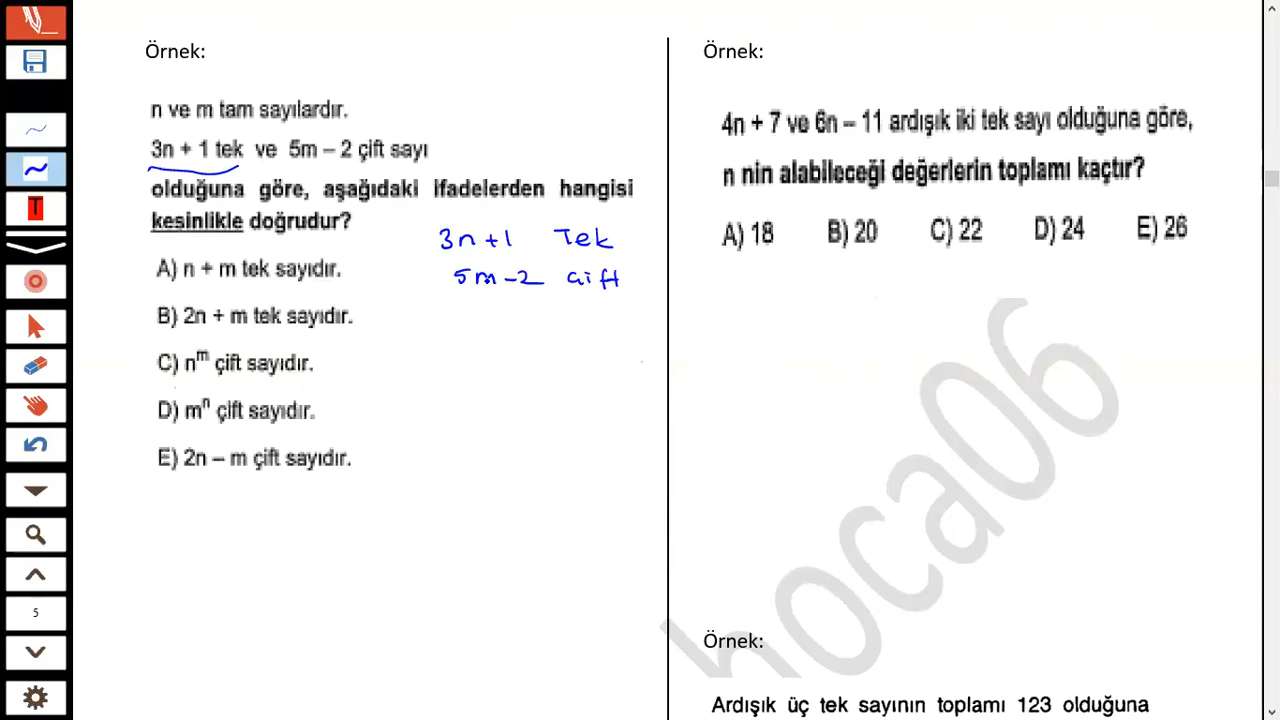 Örnek:
n ve m tam sayılardır.
3n + 1 tek ve 5m – 2 çift sayı
olduğuna göre, aşağıdaki ifadelerden hangisi
kesinlikle doğrudur?
3n+1 Tek
5m-2 Çift
A) n + m tek sayıdır.
B) 2n + m tek sayıdır.
C) nᵐ çift sayıdır.
D) mⁿ çift sayıdır.
E) 2n – m çift sayıdır.
Örnek:
4n + 7 ve 6n – 11 ardışık iki tek sayı olduğuna göre,
n nin alabileceği değerlerin toplamı kaçtır?
A) 18 B) 20 C) 22 D) 24 E) 26
hoca06
Örnek:
Ardışık üç tek sayının toplamı 123 olduğuna
T
5